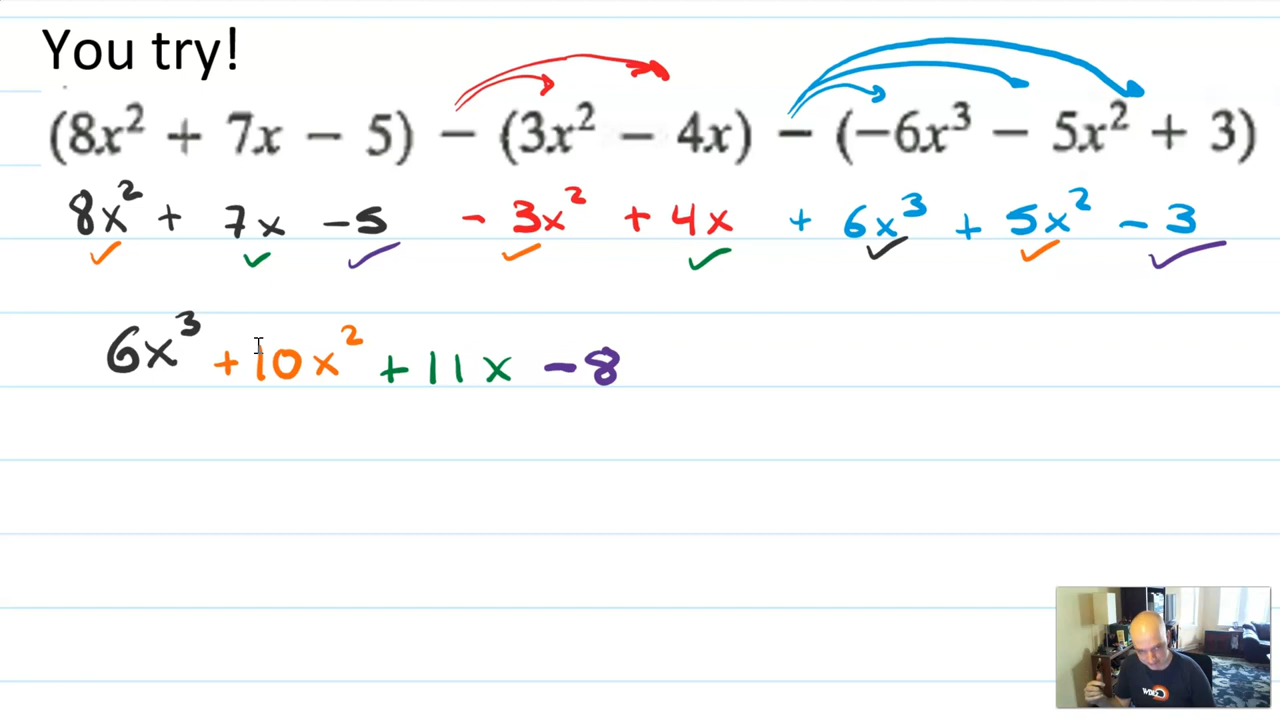 You try!
(8x² + 7x − 5) − (3x² − 4x) − (−6x³ − 5x² + 3)
8x² + 7x −5 − 3x² + 4x + 6x³ + 5x² − 3
6x³ +10x² +11x −8